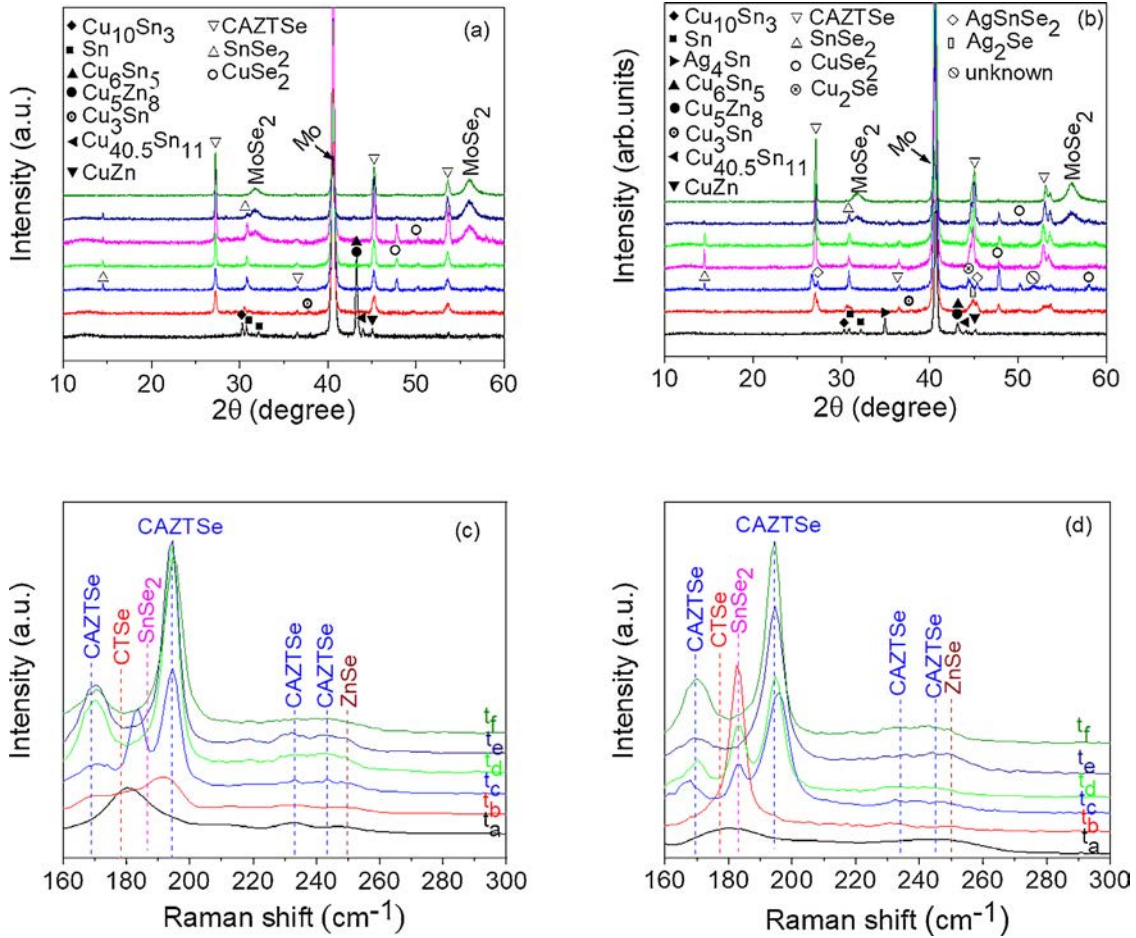 (a)
Cu10Sn3
Sn
Cu6Sn5
Cu5Zn8
Cu3Sn
Cu40.5Sn11
CuZn
CAZTSe
SnSe2
CuSe2
MoSe2
Mo
MoSe2
Intensity (a.u.)
10 20 30 40 50 60
2θ (degree)
(b)
Cu10Sn3
Sn
Ag4Sn
Cu6Sn5
Cu5Zn8
Cu3Sn
Cu40.5Sn11
CuZn
CAZTSe
SnSe2
CuSe2
Cu2Se
AgSnSe2
Ag2Se
unknown
MoSe2
Mo
MoSe2
Intensity (arb.units)
10 20 30 40 50 60
2θ (degree)
(c)
CAZTSe
CAZTSe
CTSe
SnSe2
CAZTSe
CAZTSe
ZnSe
tf
te
td
tc
tb
ta
Intensity (a.u.)
160 180 200 220 240 260 280 300
Raman shift (cm-1)
(d)
CAZTSe
CAZTSe
CTSe
SnSe2
CAZTSe
CAZTSe
ZnSe
tf
te
td
tc
tb
ta
Intensity (a.u.)
160 180 200 220 240 260 280 300
Raman shift (cm-1)